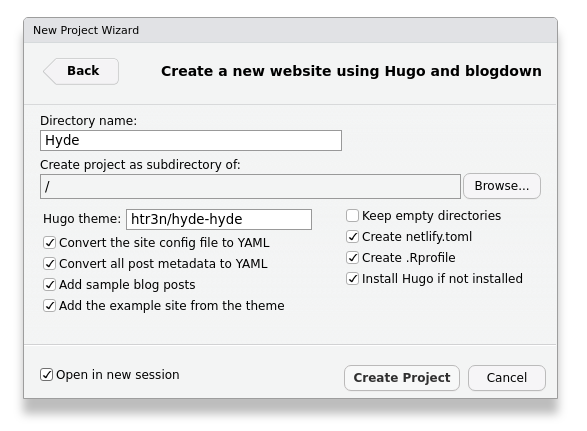 New Project Wizard
Back
Create a new website using Hugo and blogdown
Directory name:
Hyde
Create project as subdirectory of:
/
Browse...
Hugo theme: htr3n/hyde-hyde
Convert the site config file to YAML
Convert all post metadata to YAML
Add sample blog posts
Add the example site from the theme
Keep empty directories
Create netlify.toml
Create .Rprofile
Install Hugo if not installed
Open in new session
Create Project
Cancel